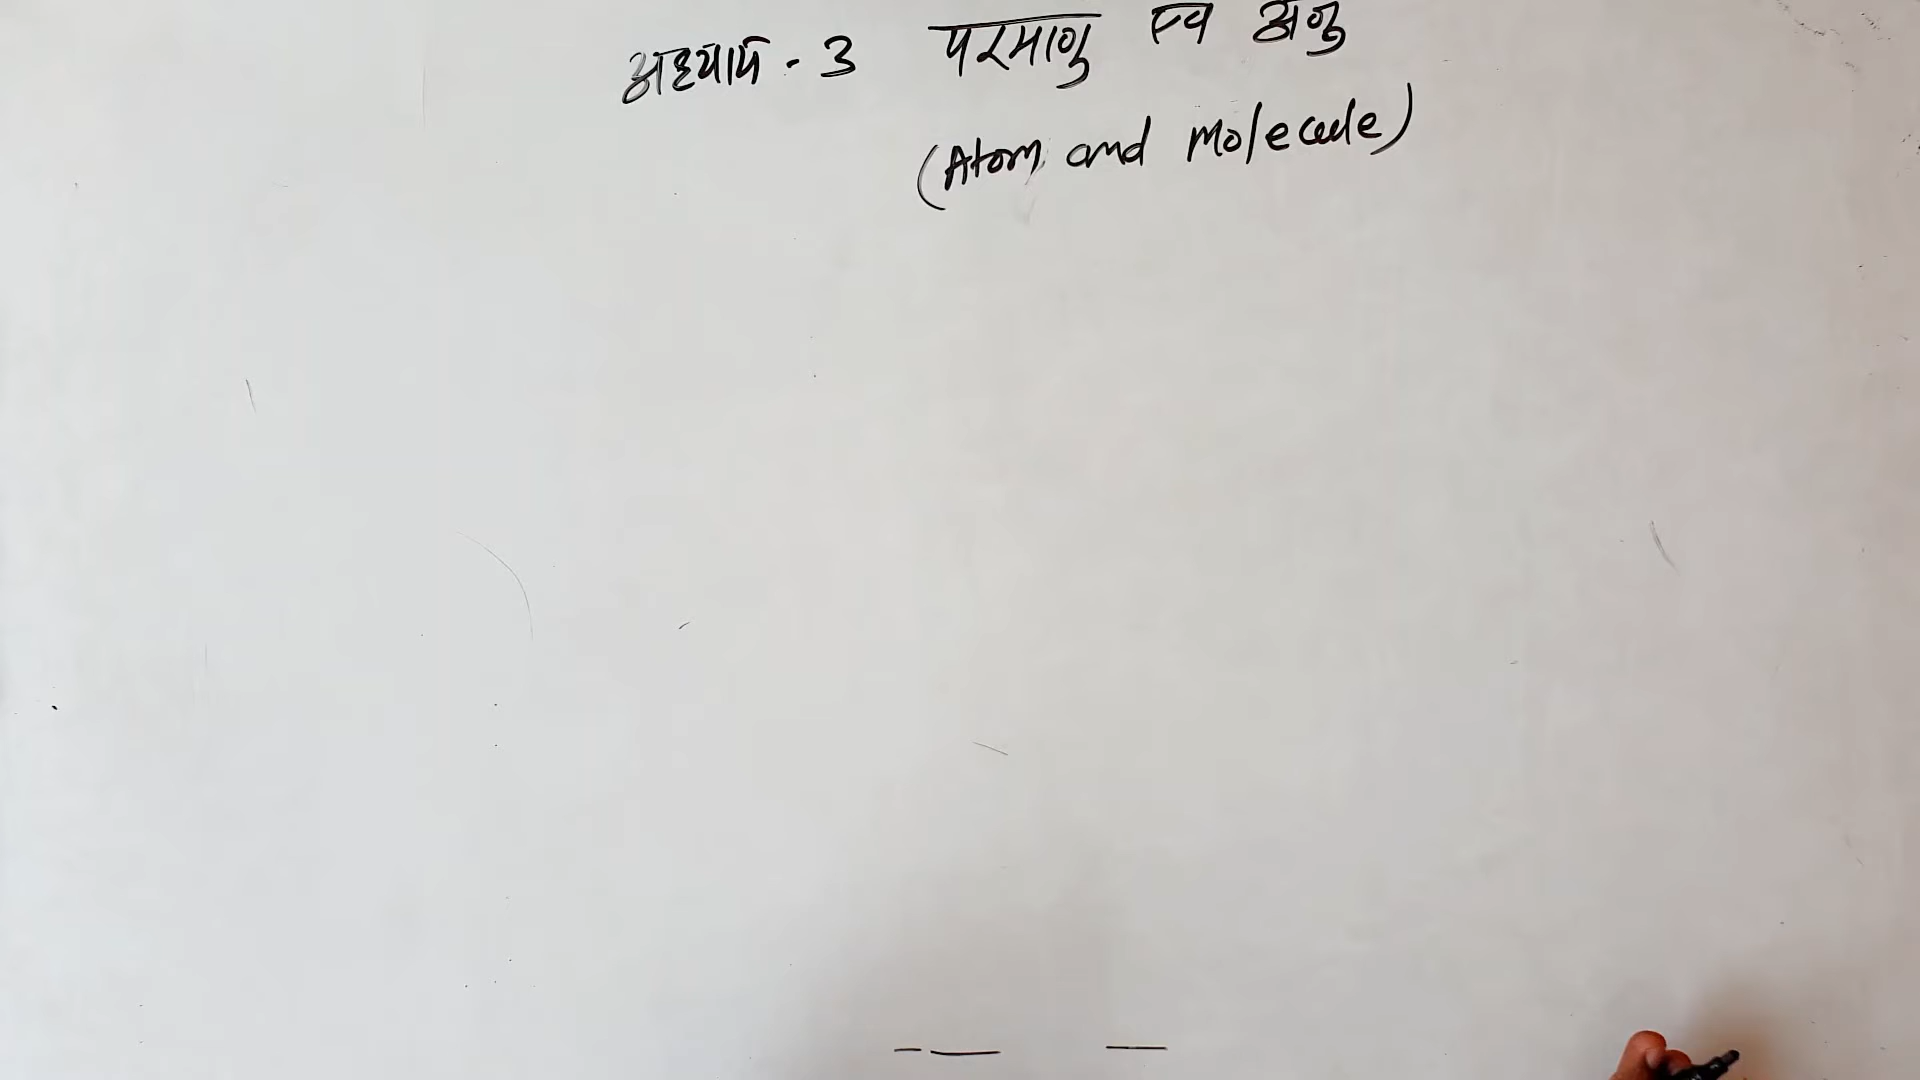 अध्याय - 3 परमाणु एव अणु
(Atom and Molecule)